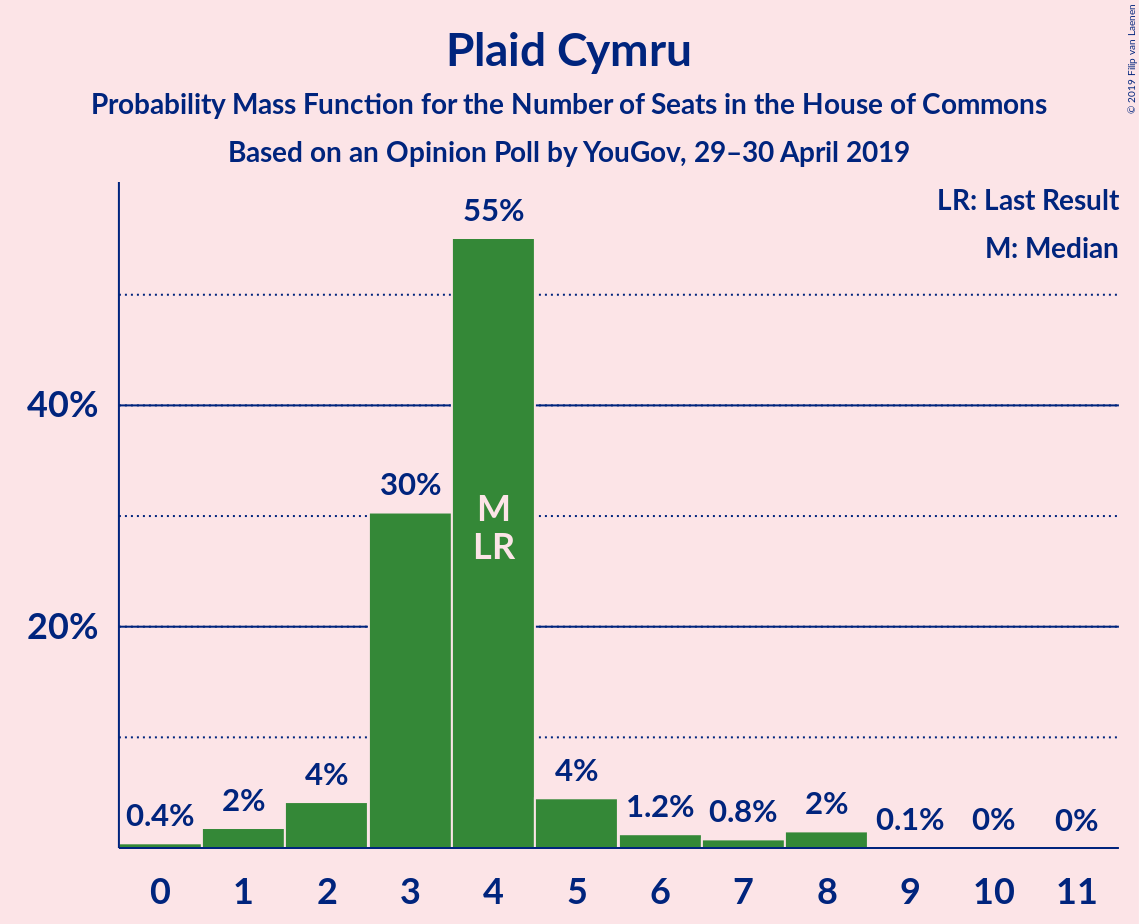 Plaid Cymru
Probability Mass Function for the Number of Seats in the House of Commons
Based on an Opinion Poll by YouGov, 29–30 April 2019
© 2019 Filip van Laenen
LR: Last Result
M: Median
55%
40%
30%
M
LR
20%
0.4%
2%
4%
4%
1.2%
0.8%
2%
0.1%
0%
0%
0 1 2 3 4 5 6 7 8 9 10 11